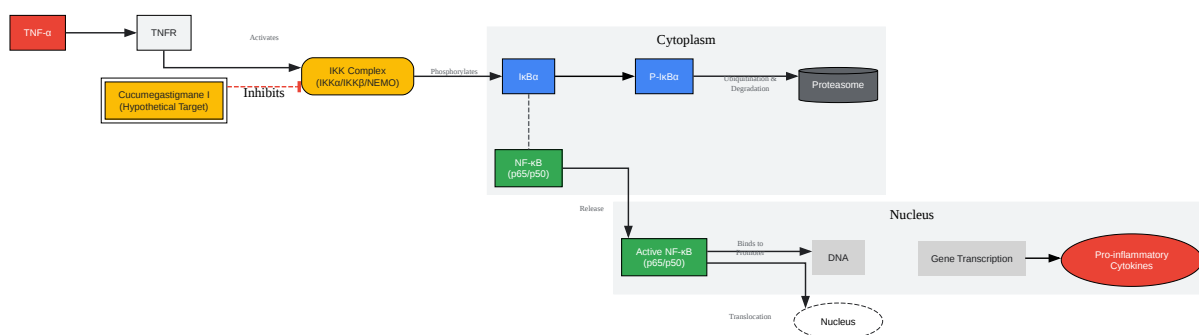 TNF-α
TNFR
Activates
Cucumegastigmane I
(Hypothetical Target)
Inhibits
IKK Complex
(IKKα/IKKβ/NEMO)
Phosphorylates
Cytoplasm
IκBα
P-IκBα
Ubiquitination &
Degradation
Proteasome
NF-κB
(p65/p50)
Release
Nucleus
Active NF-κB
(p65/p50)
Binds to
Promoter
DNA
Gene Transcription
Pro-inflammatory
Cytokines
Translocation
Nucleus